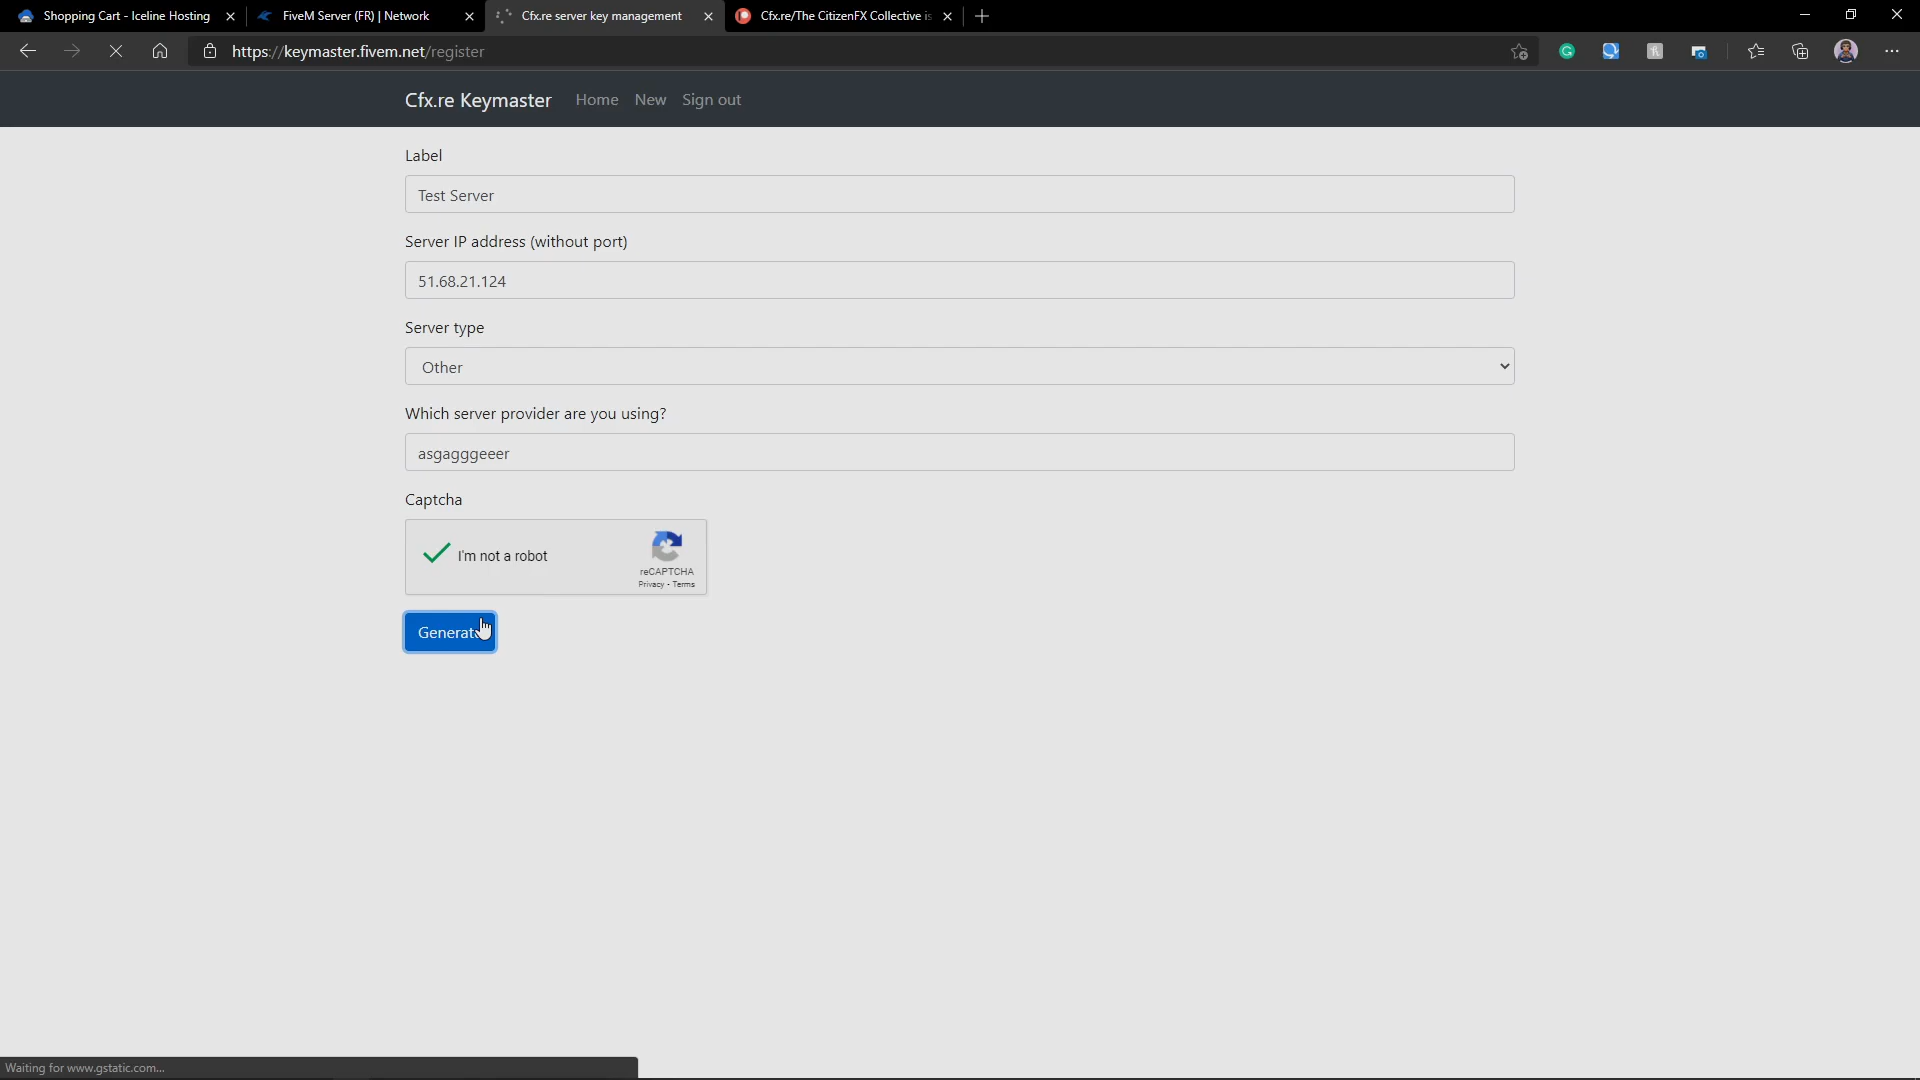 Shopping Cart - Iceline Hosting
FiveM Server (FR) | Network
Cfx.re server key management
Cfx.re/The CitizenFX Collective is
https://keymaster.fivem.net/register
Cfx.re Keymaster Home New Sign out
Label
Test Server
Server IP address (without port)
51.68.21.124
Server type
Other
Which server provider are you using?
asgagggeeer
Captcha
I'm not a robot
reCAPTCHA
Privacy - Terms
Generate
Waiting for www.gstatic.com...